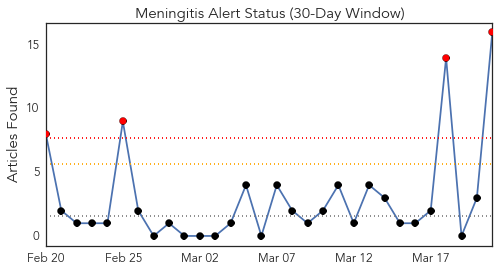 Meningitis Alert Status (30-Day Window)
Articles Found
15
10
5
0
Feb 20 Feb 25 Mar 02 Mar 07 Mar 12 Mar 17